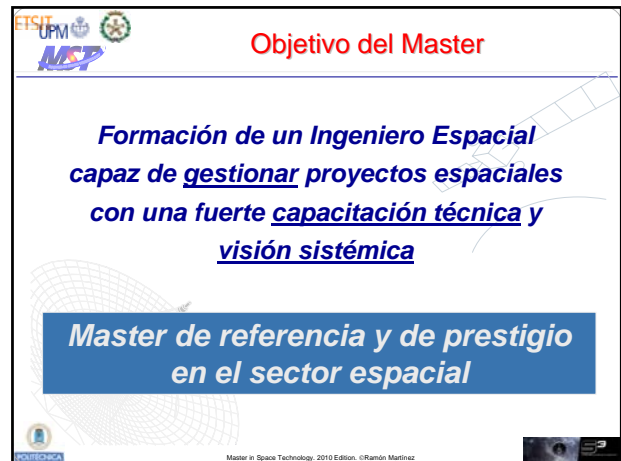 ETSIT
UPM
MST
Objetivo del Master
Formación de un Ingeniero Espacial
capaz de gestionar proyectos espaciales
con una fuerte capacitación técnica y
visión sistémica
Master de referencia y de prestigio
en el sector espacial
POLITÉCNICA
Master in Space Technology, 2010 Edition. ©Ramón Martínez
S3